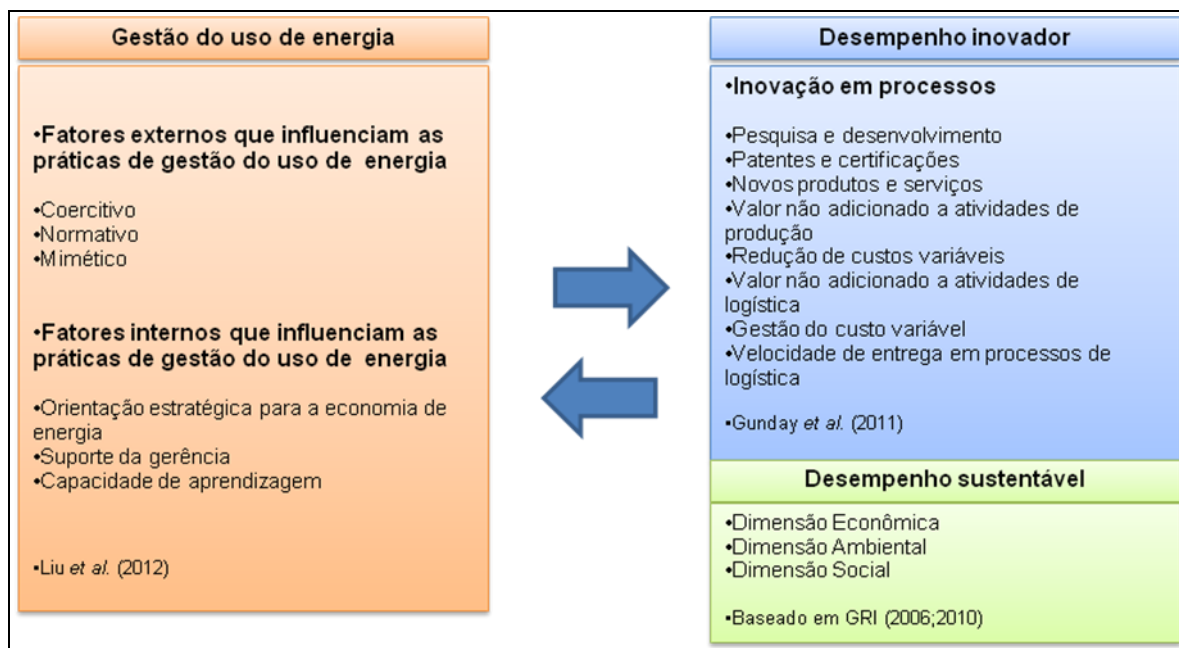 Gestão do uso de energia
•Fatores externos que influenciam as
práticas de gestão do uso de energia
•Coercitivo
•Normativo
•Mimético
•Fatores internos que influenciam as
práticas de gestão do uso de energia
•Orientação estratégica para a economia de
energia
•Suporte da gerência
•Capacidade de aprendizagem
•Liu et al. (2012)
Desempenho inovador
•Inovação em processos
•Pesquisa e desenvolvimento
•Patentes e certificações
•Novos produtos e serviços
•Valor não adicionado a atividades de
produção
•Redução de custos variáveis
•Valor não adicionado a atividades de
logística
•Gestão do custo variável
•Velocidade de entrega em processos de
logística
•Gunday et al. (2011)
Desempenho sustentável
•Dimensão Econômica
•Dimensão Ambiental
•Dimensão Social
•Baseado em GRI (2006;2010)